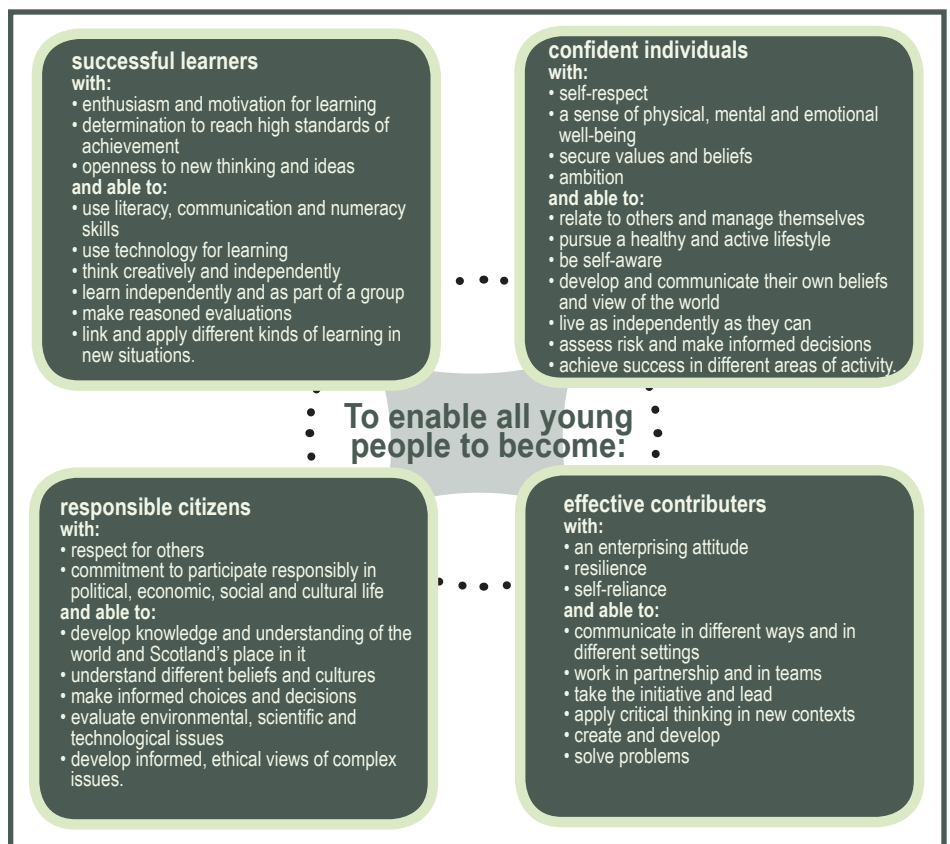 successful learners
with:
• enthusiasm and motivation for learning
• determination to reach high standards of
achievement
• openness to new thinking and ideas
and able to:
• use literacy, communication and numeracy
skills
• use technology for learning
• think creatively and independently
• learn independently and as part of a group
• make reasoned evaluations
• link and apply different kinds of learning in
new situations.
confident individuals
with:
• self-respect
• a sense of physical, mental and emotional
well-being
• secure values and beliefs
• ambition
and able to:
• relate to others and manage themselves
• pursue a healthy and active lifestyle
• be self-aware
• develop and communicate their own beliefs
and view of the world
• live as independently as they can
• assess risk and make informed decisions
• achieve success in different areas of activity.
To enable all young
people to become:
responsible citizens
with:
• respect for others
• commitment to participate responsibly in
political, economic, social and cultural life
and able to:
• develop knowledge and understanding of the
world and Scotland’s place in it
• understand different beliefs and cultures
• make informed choices and decisions
• evaluate environmental, scientific and
technological issues
• develop informed, ethical views of complex
issues.
effective contributers
with:
• an enterprising attitude
• resilience
• self-reliance
and able to:
• communicate in different ways and in
different settings
• work in partnership and in teams
• take the initiative and lead
• apply critical thinking in new contexts
• create and develop
• solve problems